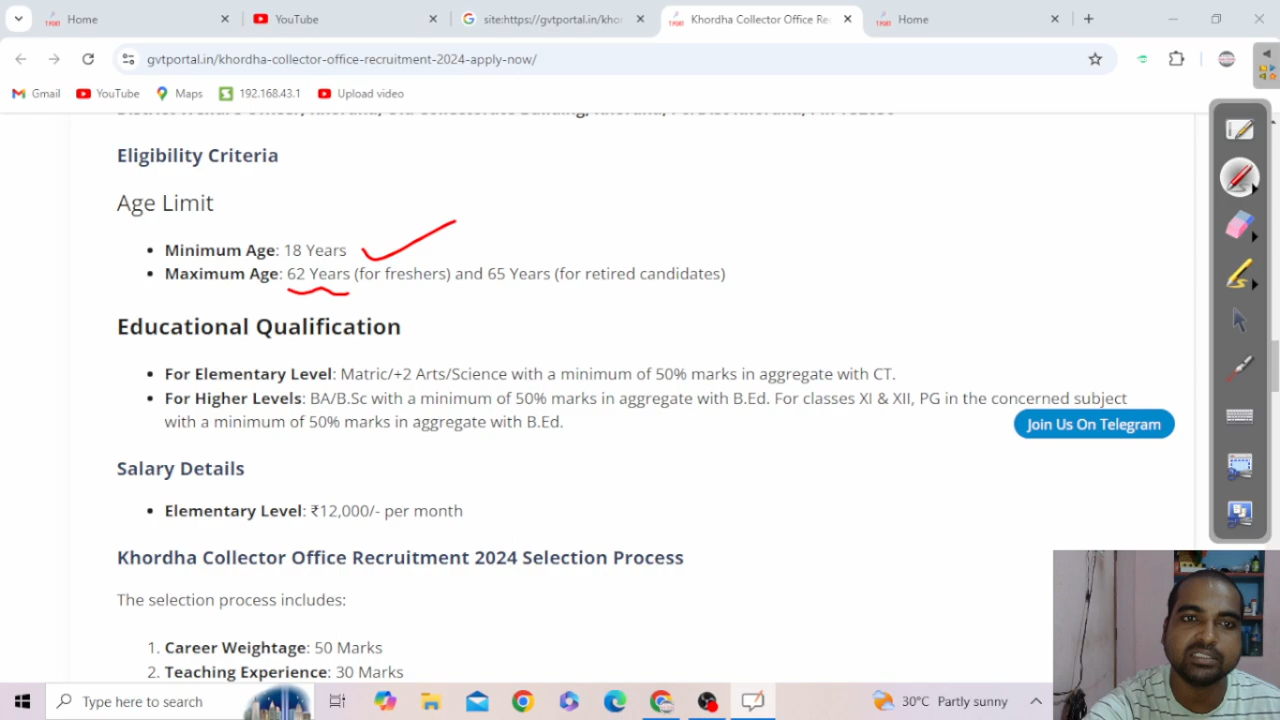 Home
YouTube
site:https://gvtportal.in/khor
Khordha Collector Office Re
Home
gvtportal.in/khordha-collector-office-recruitment-2024-apply-now/
Gmail
YouTube
Maps
192.168.43.1
Upload video
Eligibility Criteria
Age Limit
• Minimum Age: 18 Years
• Maximum Age: 62 Years (for freshers) and 65 Years (for retired candidates)
Educational Qualification
• For Elementary Level: Matric/+2 Arts/Science with a minimum of 50% marks in aggregate with CT.
• For Higher Levels: BA/B.Sc with a minimum of 50% marks in aggregate with B.Ed. For classes XI & XII, PG in the concerned subject
with a minimum of 50% marks in aggregate with B.Ed.
Join Us On Telegram
Salary Details
• Elementary Level: ₹12,000/- per month
Khordha Collector Office Recruitment 2024 Selection Process
The selection process includes:
1. Career Weightage: 50 Marks
2. Teaching Experience: 30 Marks
Type here to search
30°C Partly sunny